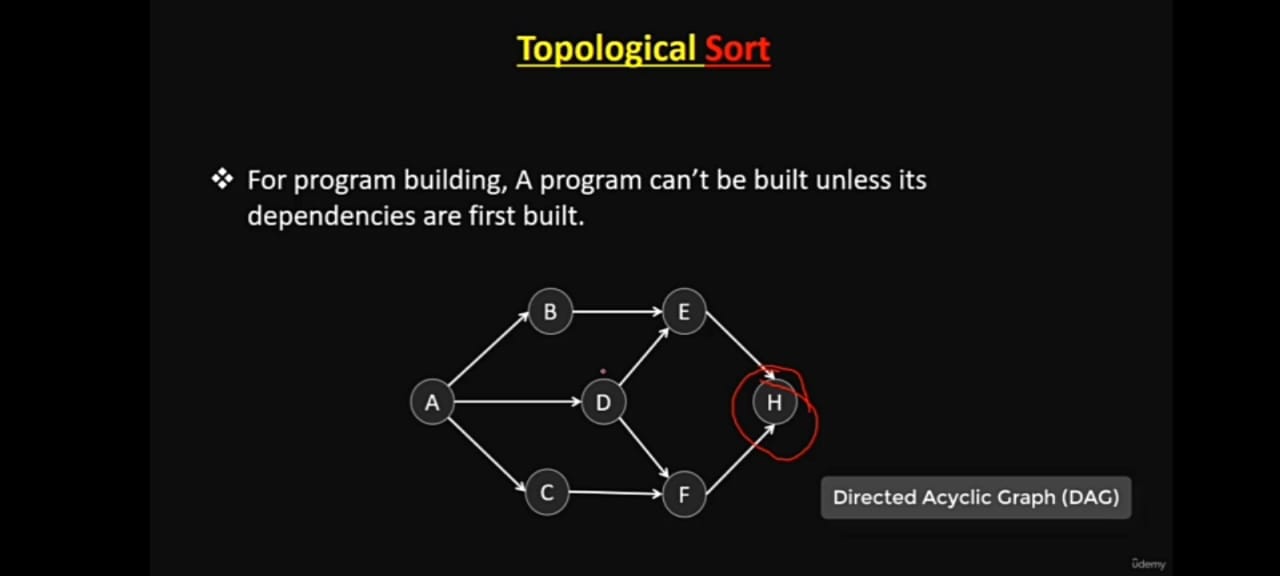 Topological Sort
❖ For program building, A program can’t be built unless its
dependencies are first built.
B
E
A
D
H
C
F
Directed Acyclic Graph (DAG)
ûdemy